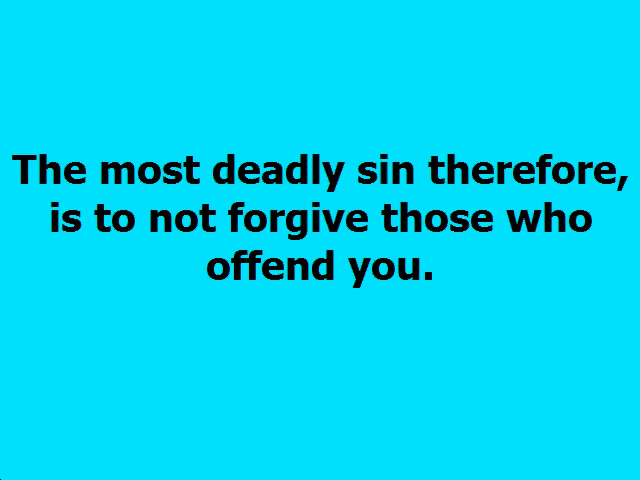 The most deadly sin therefore,
is to not forgive those who
offend you.